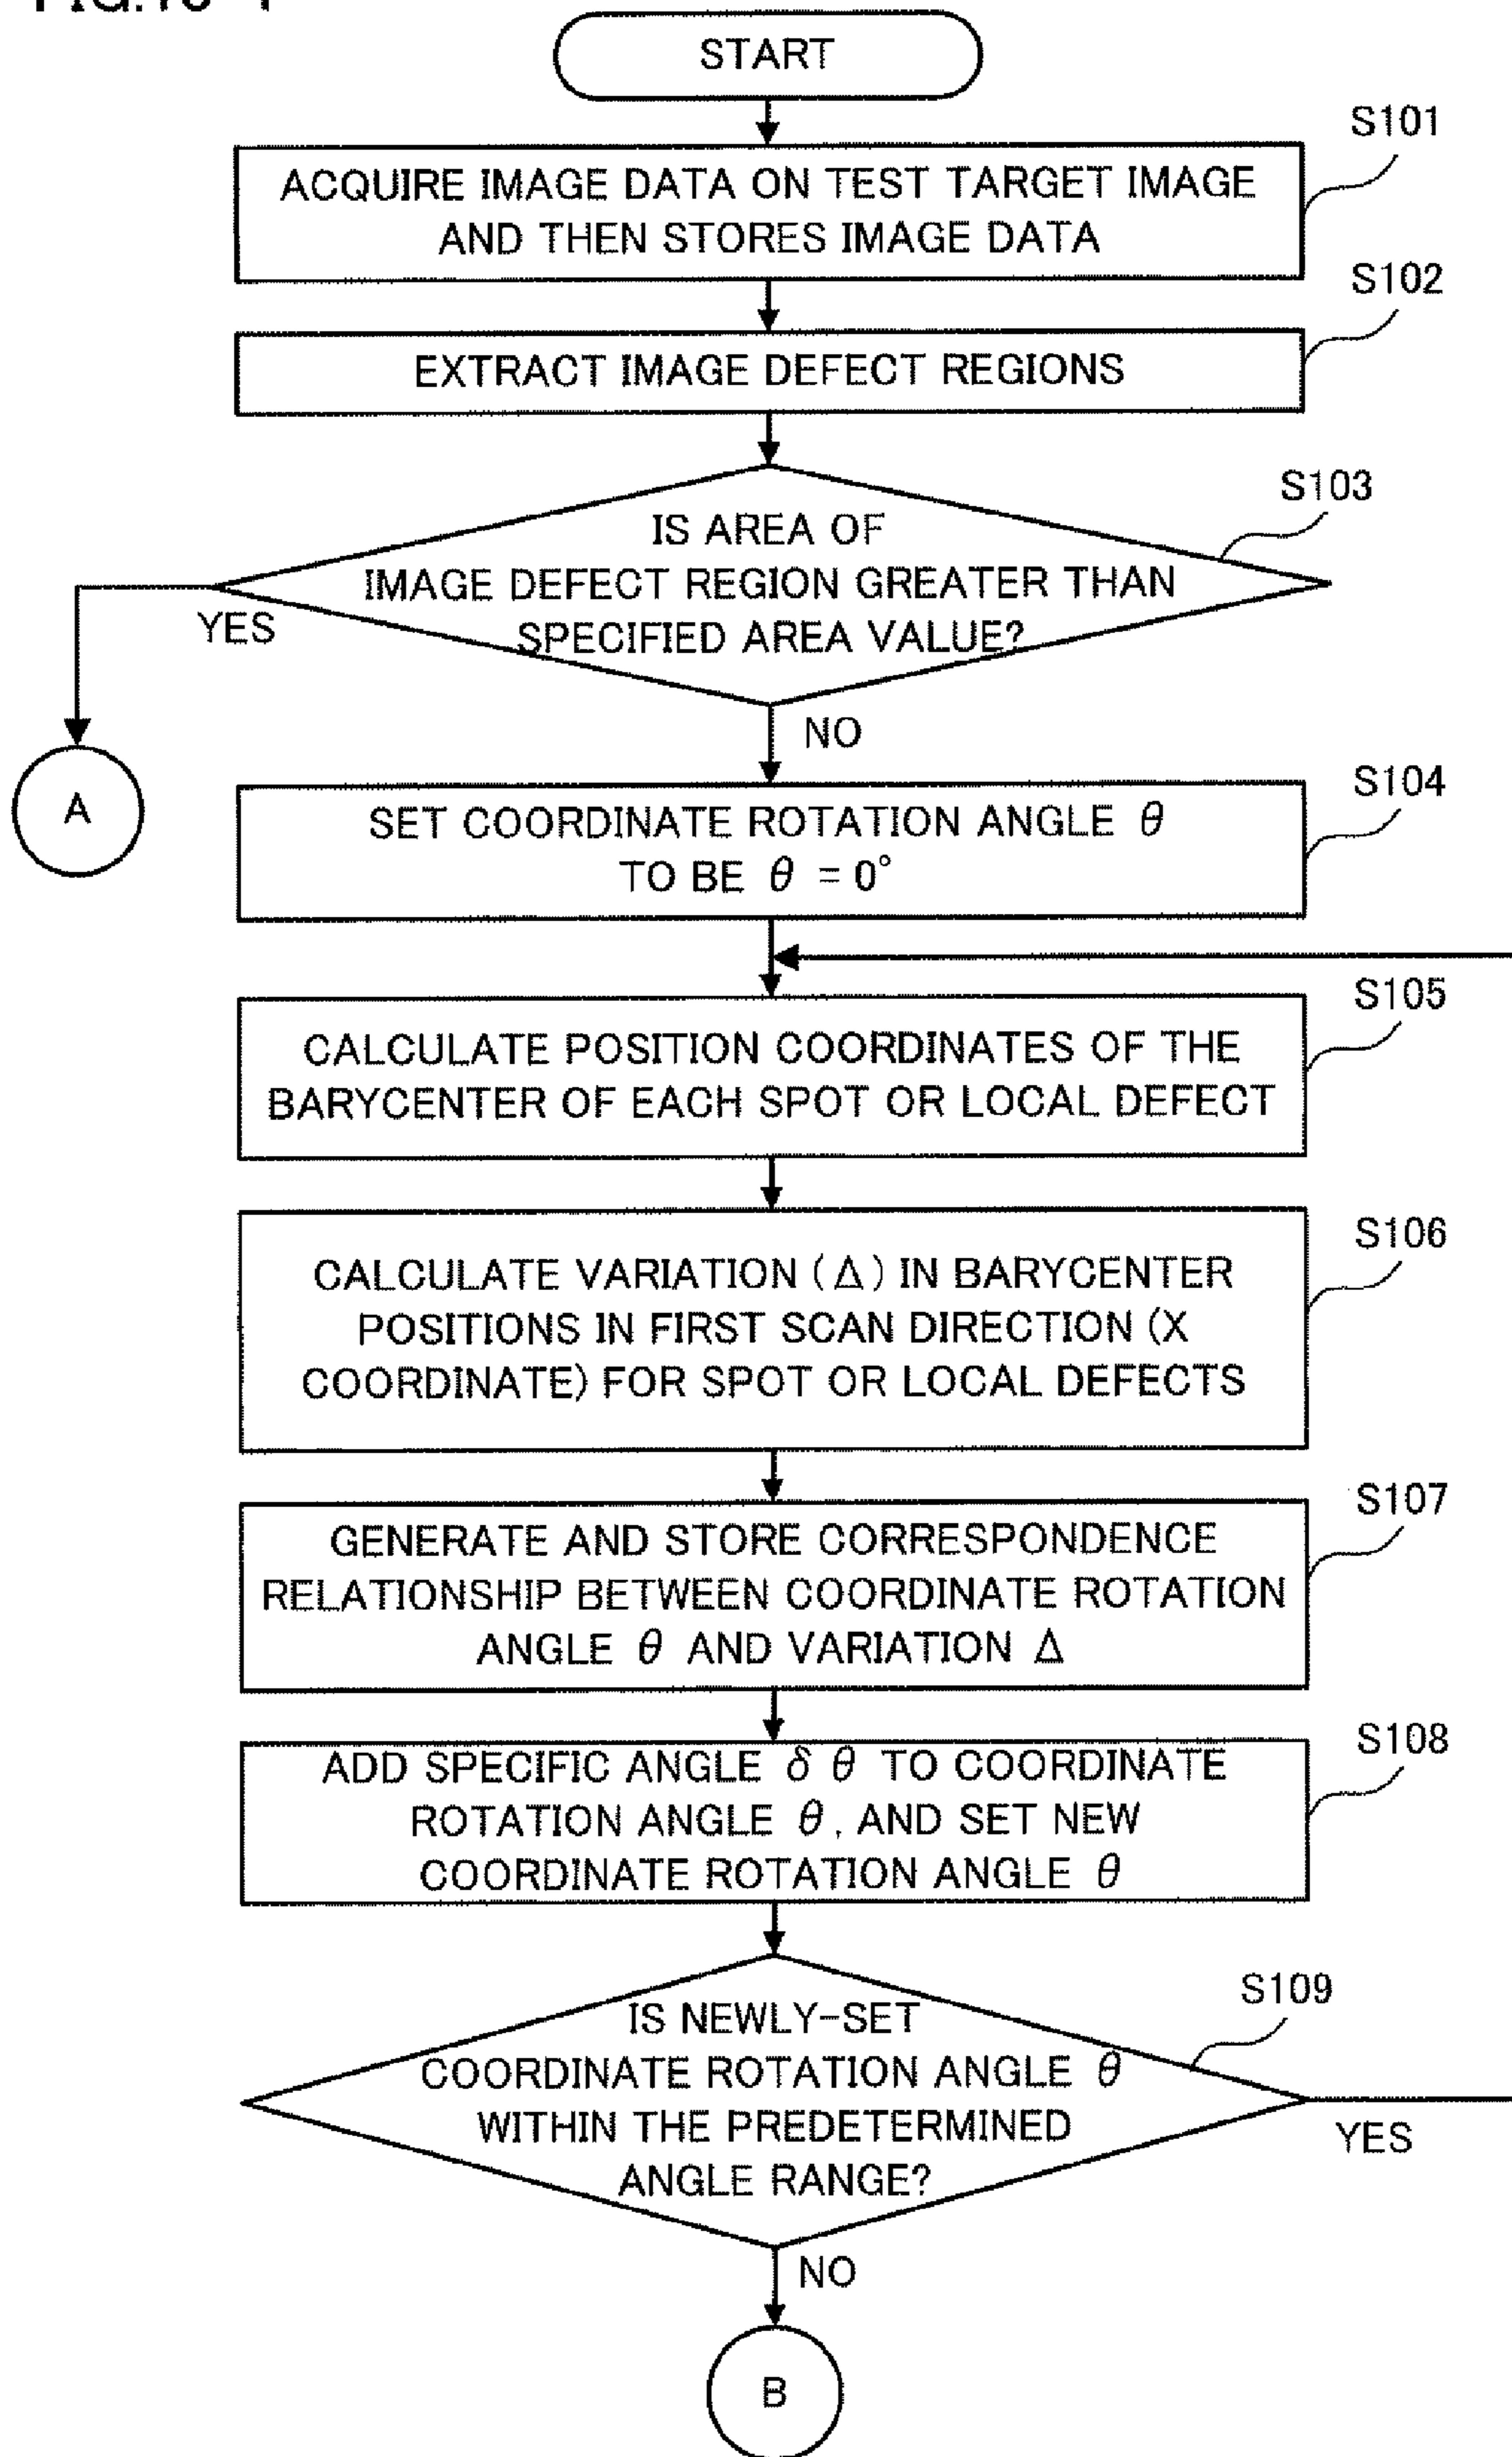 START
S101
ACQUIRE IMAGE DATA ON TEST TARGET IMAGE
AND THEN STORES IMAGE DATA
S102
EXTRACT IMAGE DEFECT REGIONS
S103
IS AREA OF
IMAGE DEFECT REGION GREATER THAN
SPECIFIED AREA VALUE?
YES
NO
A
S104
SET COORDINATE ROTATION ANGLE θ
TO BE θ = 0°
S105
CALCULATE POSITION COORDINATES OF THE
BARYCENTER OF EACH SPOT OR LOCAL DEFECT
S106
CALCULATE VARIATION (Δ) IN BARYCENTER
POSITIONS IN FIRST SCAN DIRECTION (X
COORDINATE) FOR SPOT OR LOCAL DEFECTS
S107
GENERATE AND STORE CORRESPONDENCE
RELATIONSHIP BETWEEN COORDINATE ROTATION
ANGLE θ AND VARIATION Δ
S108
ADD SPECIFIC ANGLE δ θ TO COORDINATE
ROTATION ANGLE θ, AND SET NEW
COORDINATE ROTATION ANGLE θ
S109
IS NEWLY-SET
COORDINATE ROTATION ANGLE θ
WITHIN THE PREDETERMINED
ANGLE RANGE?
YES
NO
B